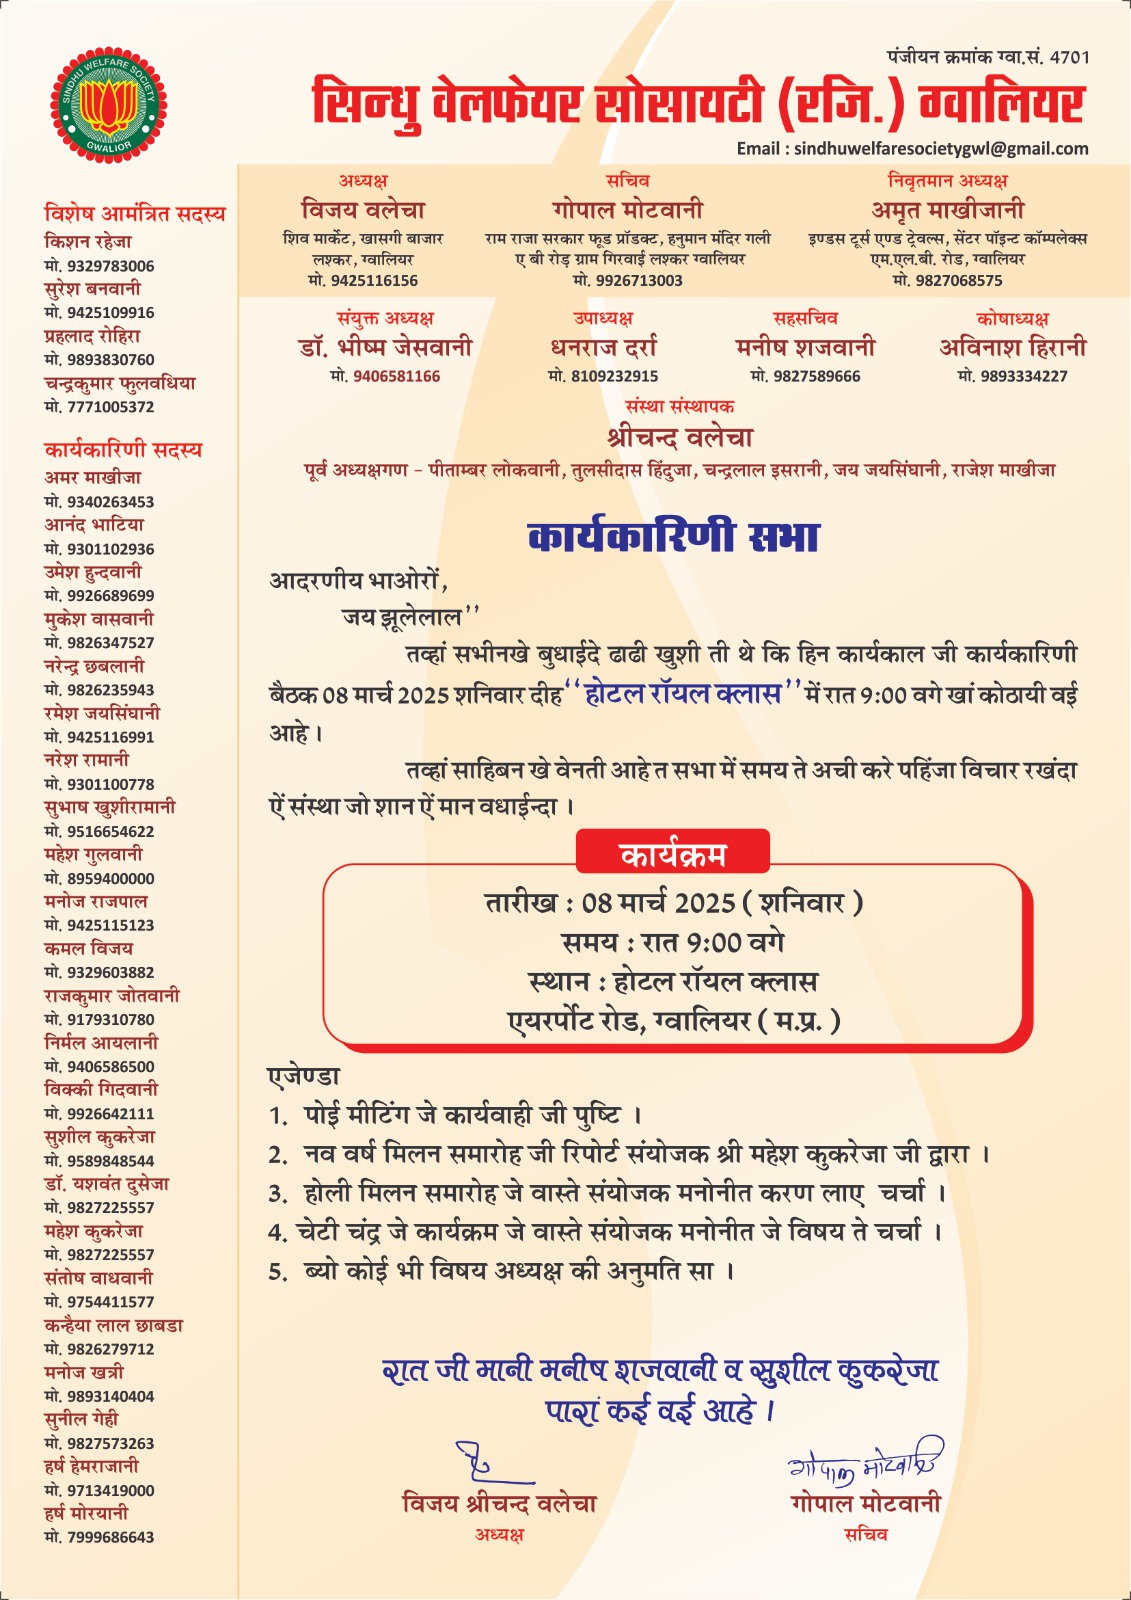 पंजीयन क्रमांक ग्वा.सं. 4701
SINDHU WELFARE SOCIETY
GWALIOR
सिन्धु वेलफेयर सोसायटी (रजि.) ग्वालियर
Email : sindhuwelfaresocietygwl@gmail.com
अध्यक्ष
विजय वलेचा
शिव मार्केट, खासगी बाजार
लश्कर, ग्वालियर
मो. 9425116156
सचिव
गोपाल मोटवानी
राम राजा सरकार फूड प्रॉडक्ट, हनुमान मंदिर गली
ए बी रोड़ ग्राम गिरवाई लश्कर ग्वालियर
मो. 9926713003
निवृतमान अध्यक्ष
अमृत माखीजानी
इण्डस टूर्स एण्ड ट्रेवल्स, सेंटर पॉइन्ट कॉम्पलेक्स
एम.एल.बी. रोड, ग्वालियर
मो. 9827068575
संयुक्त अध्यक्ष
डॉ. भीष्म जेसवानी
मो. 9406581166
उपाध्यक्ष
धनराज दर्रा
मो. 8109232915
सहसचिव
मनीष शजवानी
मो. 9827589666
कोषाध्यक्ष
अविनाश हिरानी
मो. 9893334227
संस्था संस्थापक
श्रीचन्द वलेचा
पूर्व अध्यक्षगण – पीताम्बर लोकवानी, तुलसीदास हिंदुजा, चन्द्रलाल इसरानी, जय जयसिंघानी, राजेश माखीजा
विशेष आमंत्रित सदस्य
किशन रहेजा
मो. 9329783006
सुरेश बनवानी
मो. 9425109916
प्रहलाद रोहिरा
मो. 9893830760
चन्द्रकुमार फुलवधिया
मो. 7771005372
कार्यकारिणी सदस्य
अमर माखीजा
मो. 9340263453
आनंद भाटिया
मो. 9301102936
उमेश हुन्दवानी
मो. 9926689699
मुकेश वासवानी
मो. 9826347527
नरेन्द्र छबलानी
मो. 9826235943
रमेश जयसिंघानी
मो. 9425116991
नरेश रामानी
मो. 9301100778
सुभाष खुशीरामानी
मो. 9516654622
महेश गुलवानी
मो. 8959400000
मनोज राजपाल
मो. 9425115123
कमल विजय
मो. 9329603882
राजकुमार जोतवानी
मो. 9179310780
निर्मल आयलानी
मो. 9406586500
विक्की गिदवानी
मो. 9926642111
सुशील कुकरेजा
मो. 9589848544
डॉ. यशवंत दुसेजा
मो. 9827225557
महेश कुकरेजा
मो. 9827225557
संतोष वाधवानी
मो. 9754411577
कन्हैया लाल छाबडा
मो. 9826279712
मनोज खत्री
मो. 9893140404
सुनील गेही
मो. 9827573263
हर्ष हेमराजानी
मो. 9713419000
हर्ष मोरयानी
मो. 7999686643
कार्यकारिणी सभा
आदरणीय भाओरों,
जय झूलेलाल’’
तव्हां सभीनखे बुधाईदे ढाढी खुशी ती थे कि हिन कार्यकाल जी कार्यकारिणी
बैठक 08 मार्च 2025 शनिवार दीह ‘‘होटल रॉयल क्लास’’ में रात 9:00 वगे खां कोठायी वई
आहे।
तव्हां साहिबन खे वेनती आहे त सभा में समय ते अची करे पहिंजा विचार रखंदा
ऐं संस्था जो शान ऐं मान वधाईन्दा ।
कार्यक्रम
तारीख : 08 मार्च 2025 ( शनिवार )
समय : रात 9:00 वगे
स्थान : होटल रॉयल क्लास
एयरर्पोट रोड, ग्वालियर ( म.प्र. )
एजेण्डा
1. पोई मीटिंग जे कार्यवाही जी पुष्टि ।
2. नव वर्ष मिलन समारोह जी रिपोर्ट संयोजक श्री महेश कुकरेजा जी द्वारा ।
3. होली मिलन समारोह जे वास्ते संयोजक मनोनीत करण लाए चर्चा ।
4. चेटी चंद्र जे कार्यक्रम जे वास्ते संयोजक मनोनीत जे विषय ते चर्चा ।
5. ब्यो कोई भी विषय अध्यक्ष की अनुमति सा ।
रात जी मानी मनीष शजवानी व सुशील कुकरेजा
पारां कई वई आहे ।
गोपाल मोटवानी
विजय श्रीचन्द वलेचा
अध्यक्ष
गोपाल मोटवानी
सचिव